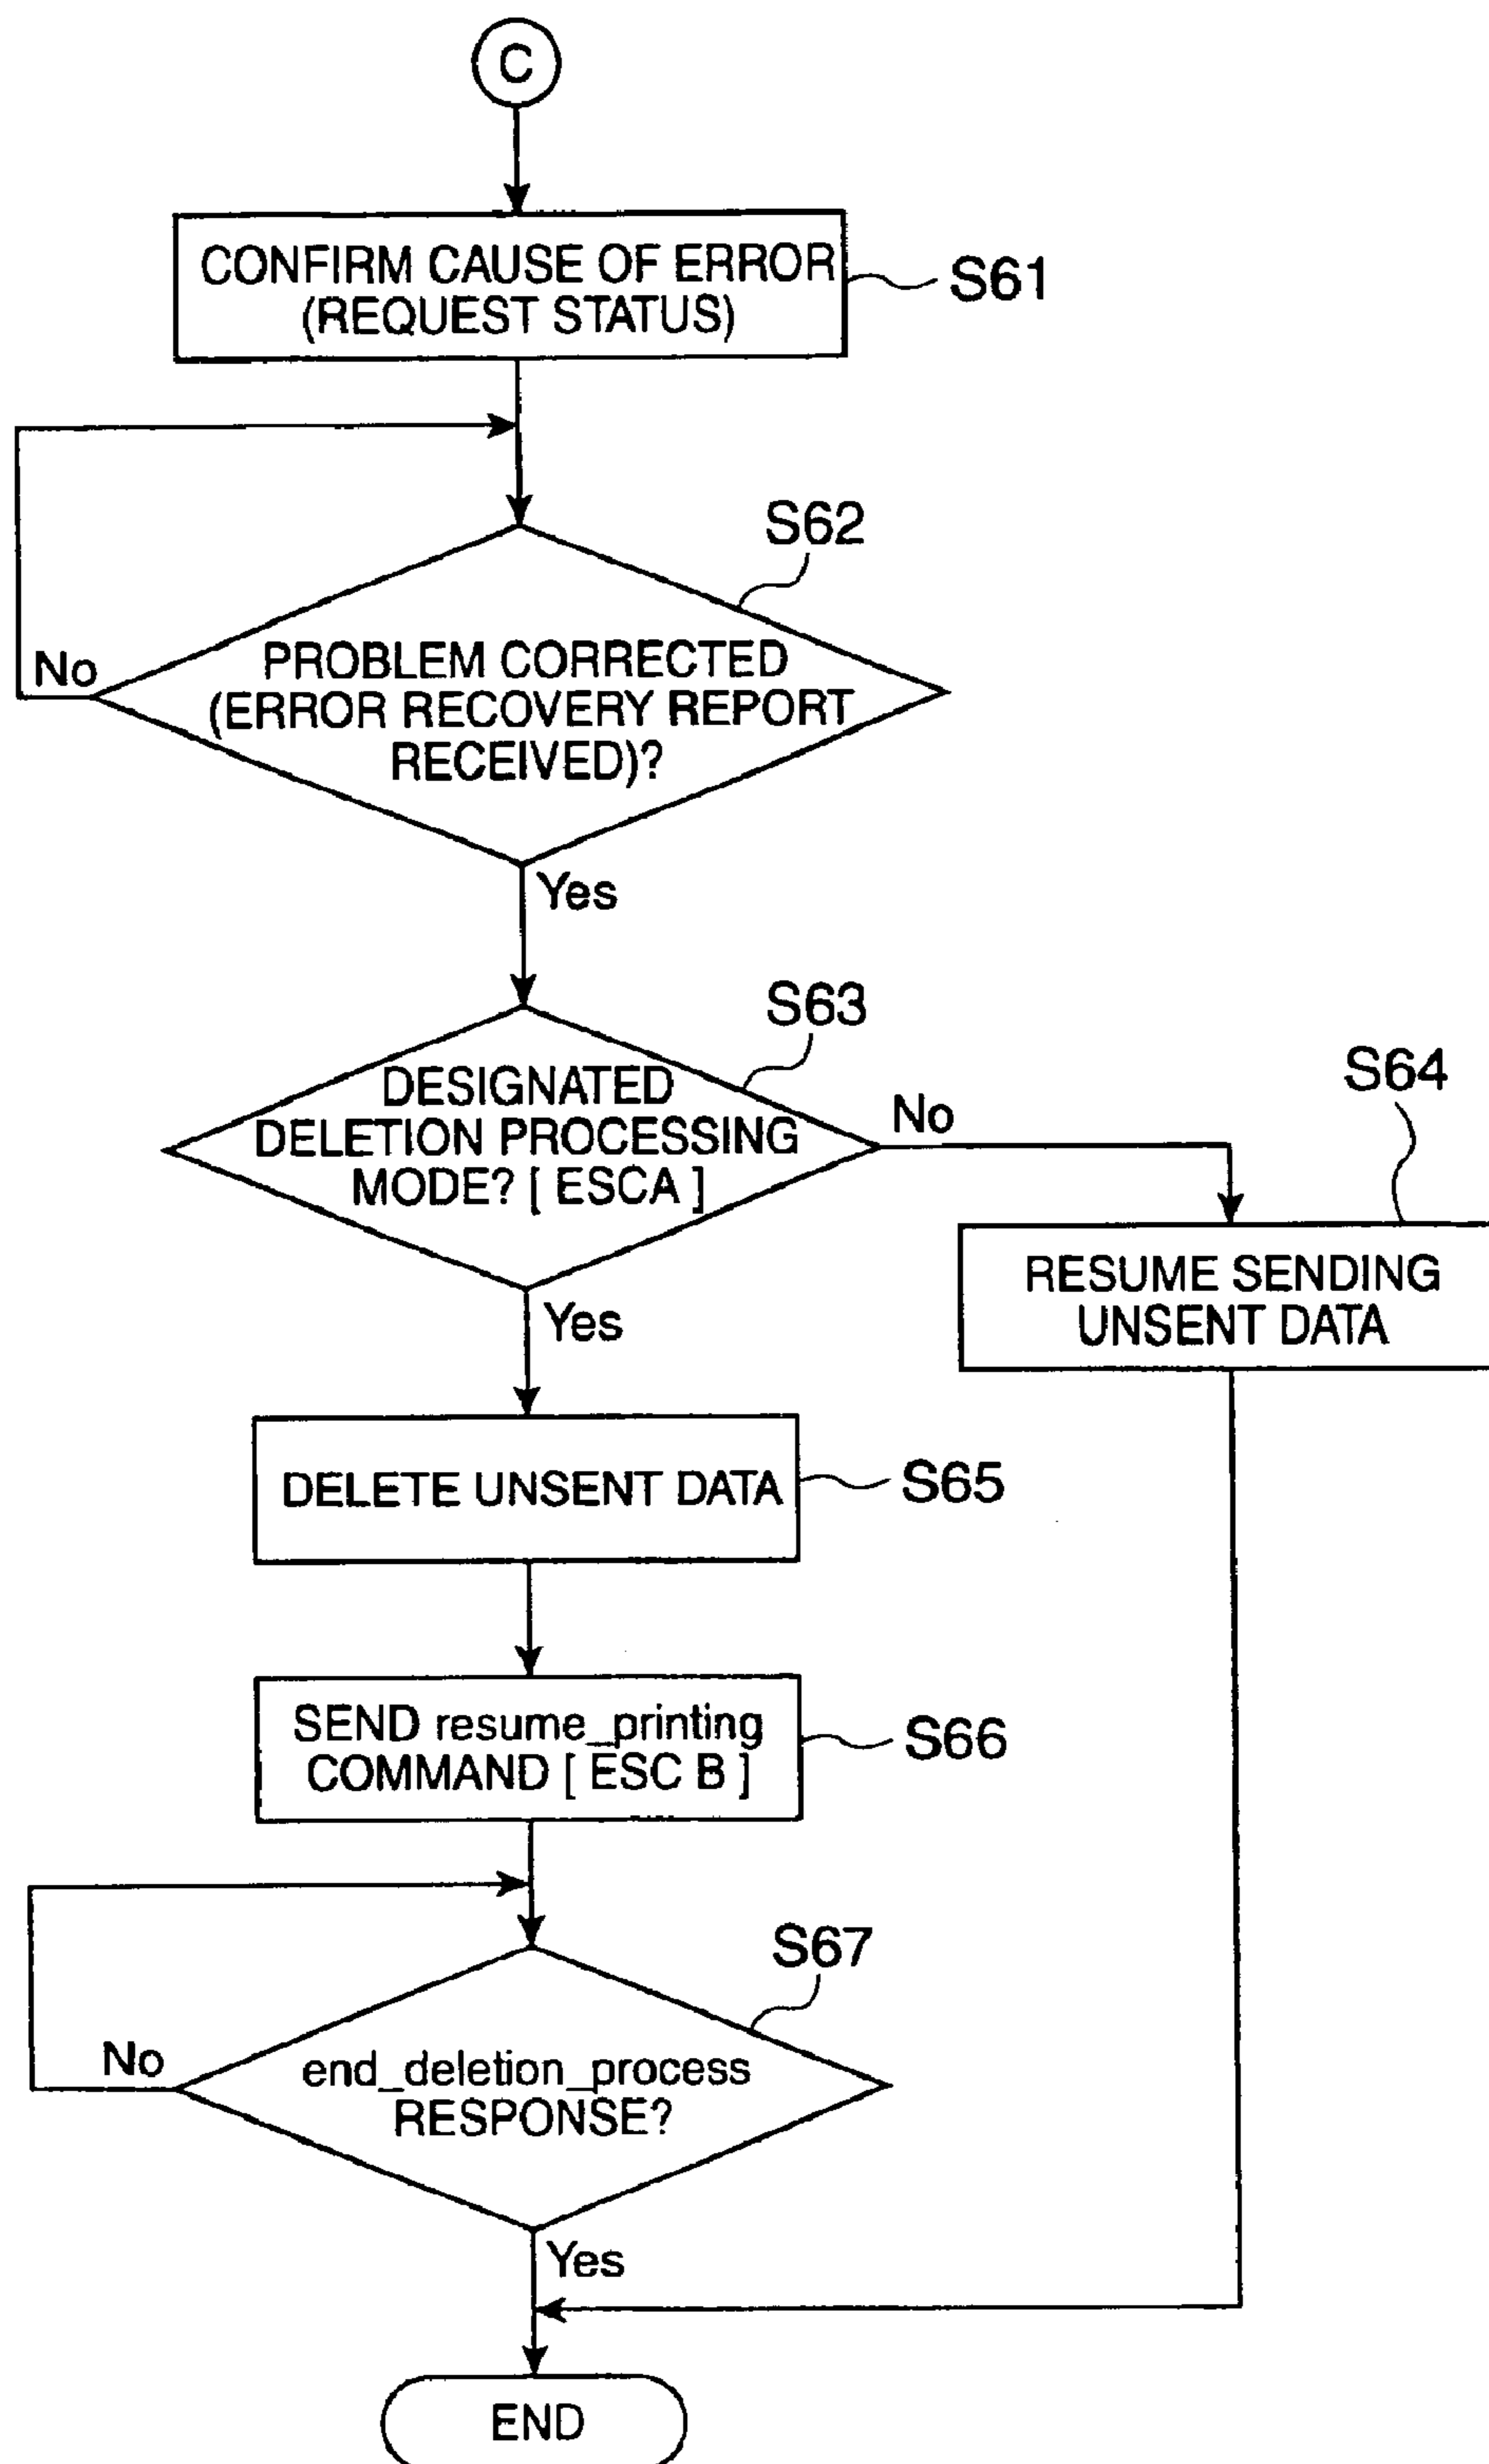 C
CONFIRM CAUSE OF ERROR
(REQUEST STATUS)
S61
S62
PROBLEM CORRECTED
(ERROR RECOVERY REPORT
RECEIVED)?
No
Yes
S63
DESIGNATED
DELETION PROCESSING
MODE? [ ESCA ]
No
S64
RESUME SENDING
UNSENT DATA
Yes
DELETE UNSENT DATA
S65
SEND resume_printing
COMMAND [ ESC B ]
S66
S67
end_deletion_process
RESPONSE?
No
Yes
END